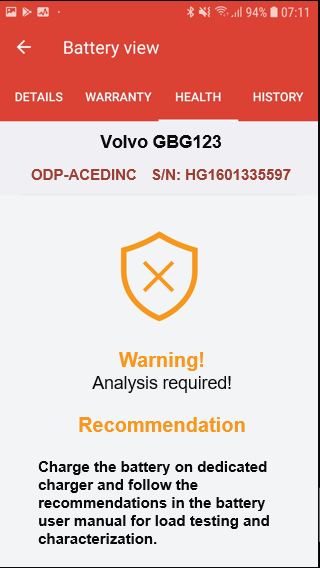 94% 07:11
Battery view
DETAILS WARRANTY HEALTH HISTORY
Volvo GBG123
ODP-ACEDINC S/N: HG1601335597
Warning!
Analysis required!
Recommendation
Charge the battery on dedicated
charger and follow the
recommendations in the battery
user manual for load testing and
characterization.